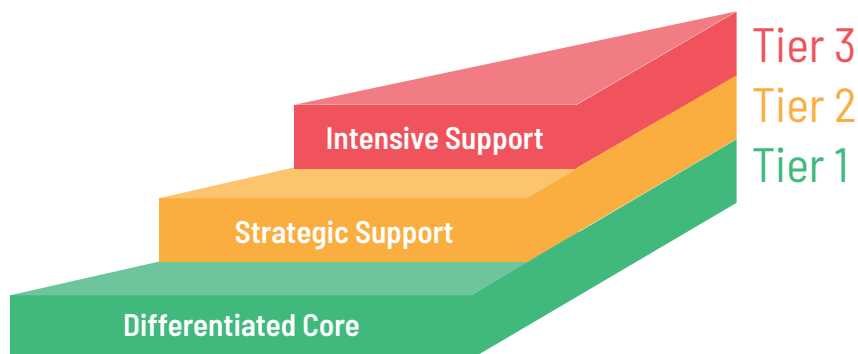 Tier 3
Tier 2
Tier 1
Intensive Support
Strategic Support
Differentiated Core